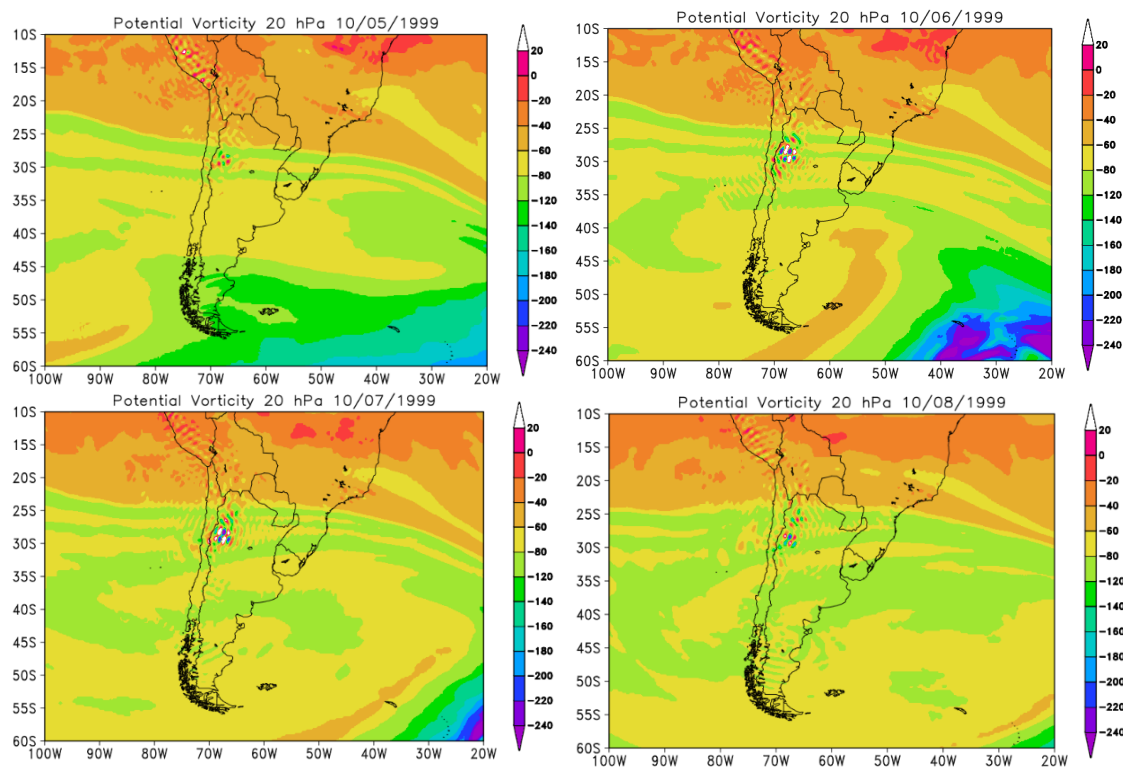 Potential Vorticity 20 hPa 10/05/1999
10S
15S
20S
25S
30S
35S
40S
45S
50S
55S
60S
100W 90W 80W 70W 60W 50W 40W 30W 20W
20
0
-20
-40
-60
-80
-120
-140
-160
-180
-200
-220
-240
Potential Vorticity 20 hPa 10/06/1999
10S
15S
20S
25S
30S
35S
40S
45S
50S
55S
60S
100W 90W 80W 70W 60W 50W 40W 30W 20W
20
0
-20
-40
-60
-80
-120
-140
-160
-180
-200
-220
-240
Potential Vorticity 20 hPa 10/07/1999
10S
15S
20S
25S
30S
35S
40S
45S
50S
55S
60S
100W 90W 80W 70W 60W 50W 40W 30W 20W
20
0
-20
-40
-60
-80
-120
-140
-160
-180
-200
-220
-240
Potential Vorticity 20 hPa 10/08/1999
10S
15S
20S
25S
30S
35S
40S
45S
50S
55S
60S
100W 90W 80W 70W 60W 50W 40W 30W 20W
20
0
-20
-40
-60
-80
-120
-140
-160
-180
-200
-220
-240